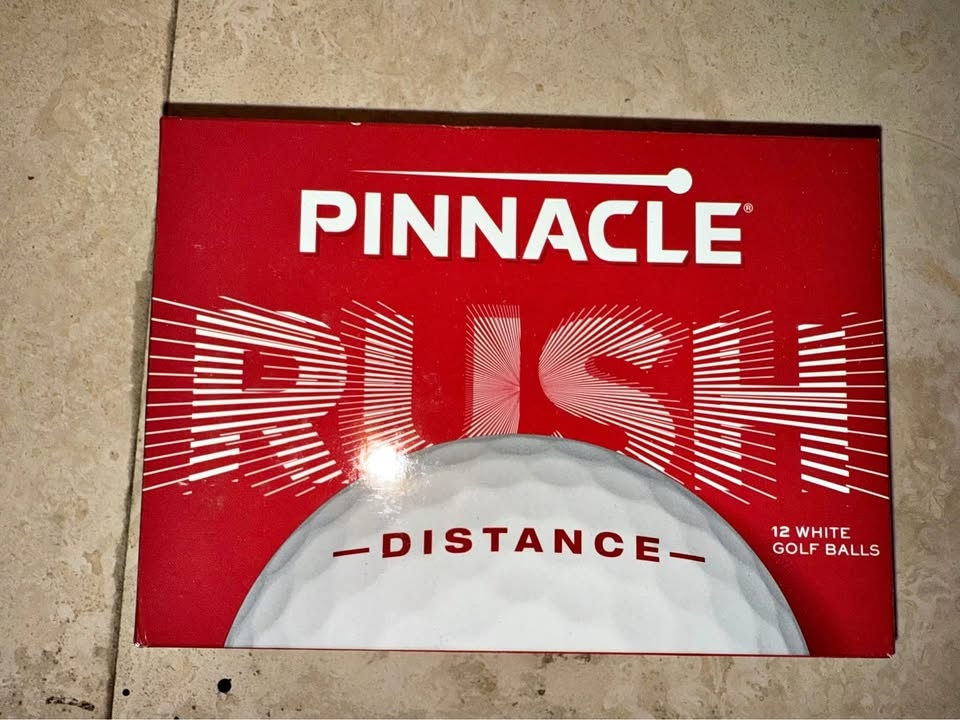 PINNACLE®
RUSH
—DISTANCE—
12 WHITE
GOLF BALLS